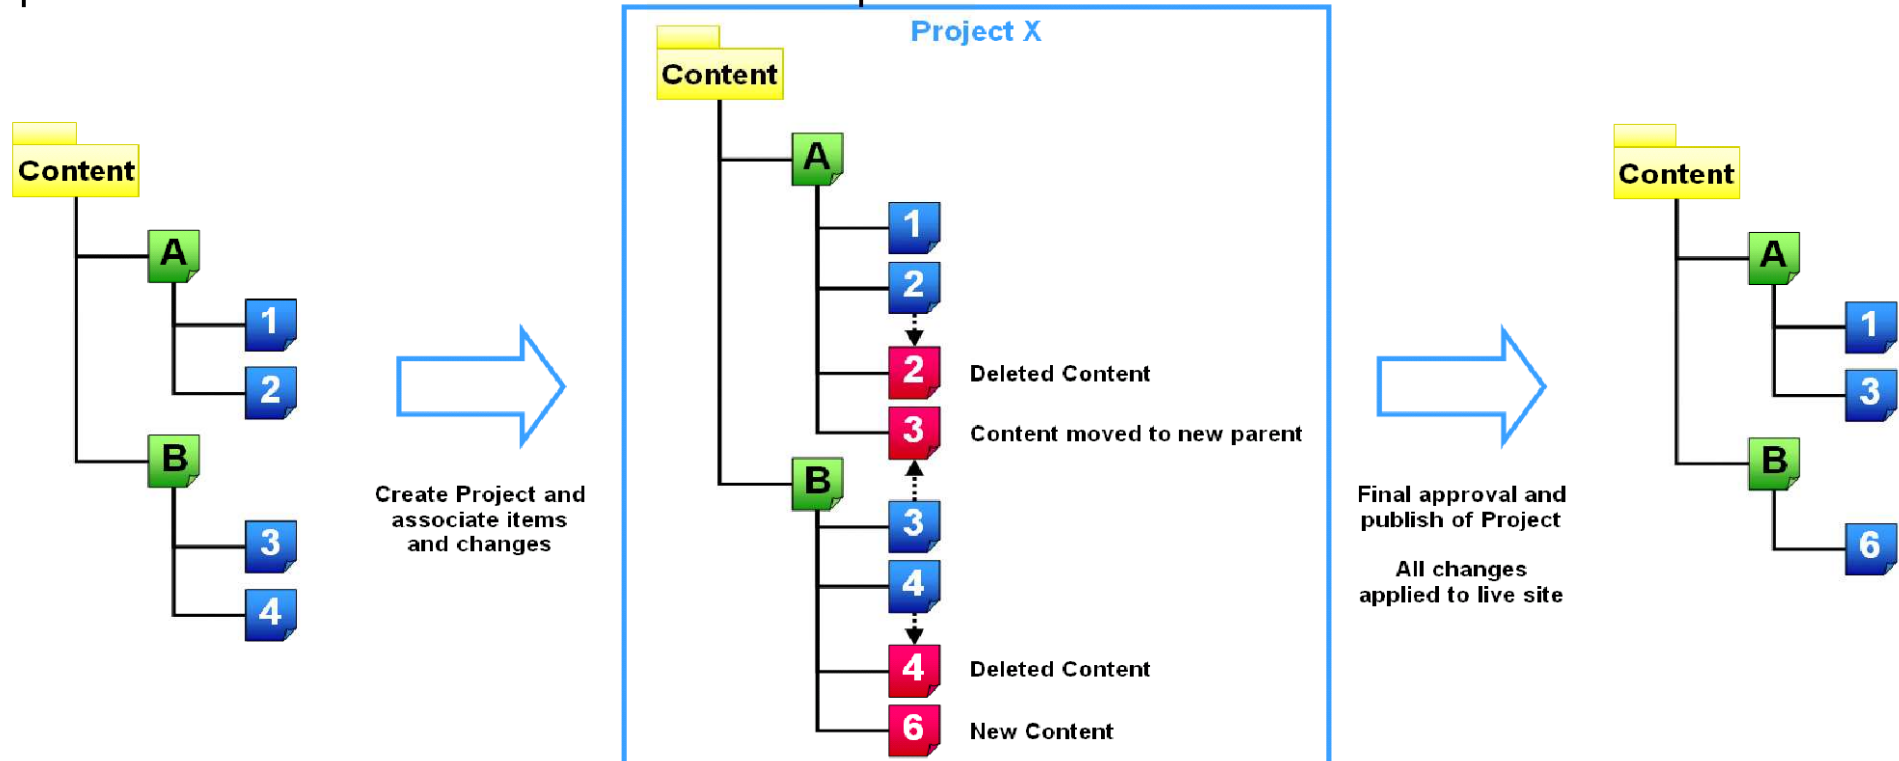 Content
A
1
2
B
3
4
Create Project and
associate items
and changes
Project X
Content
A
1
2
2 Deleted Content
3 Content moved to new parent
B
3
4
4 Deleted Content
6 New Content
Final approval and
publish of Project
All changes
applied to live site
Content
A
1
3
B
6